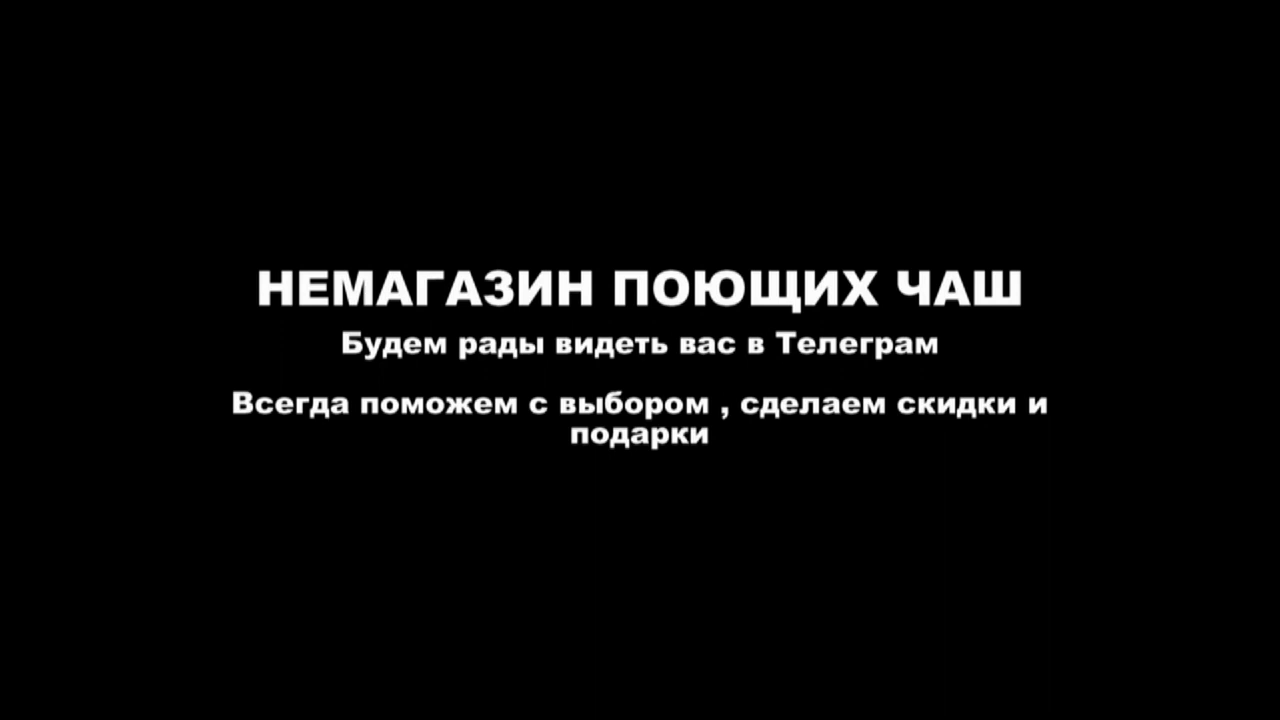 НЕМАГАЗИН ПОЮЩИХ ЧАШ
Будем рады видеть вас в Телеграм
Всегда поможем с выбором , сделаем скидки и
подарки